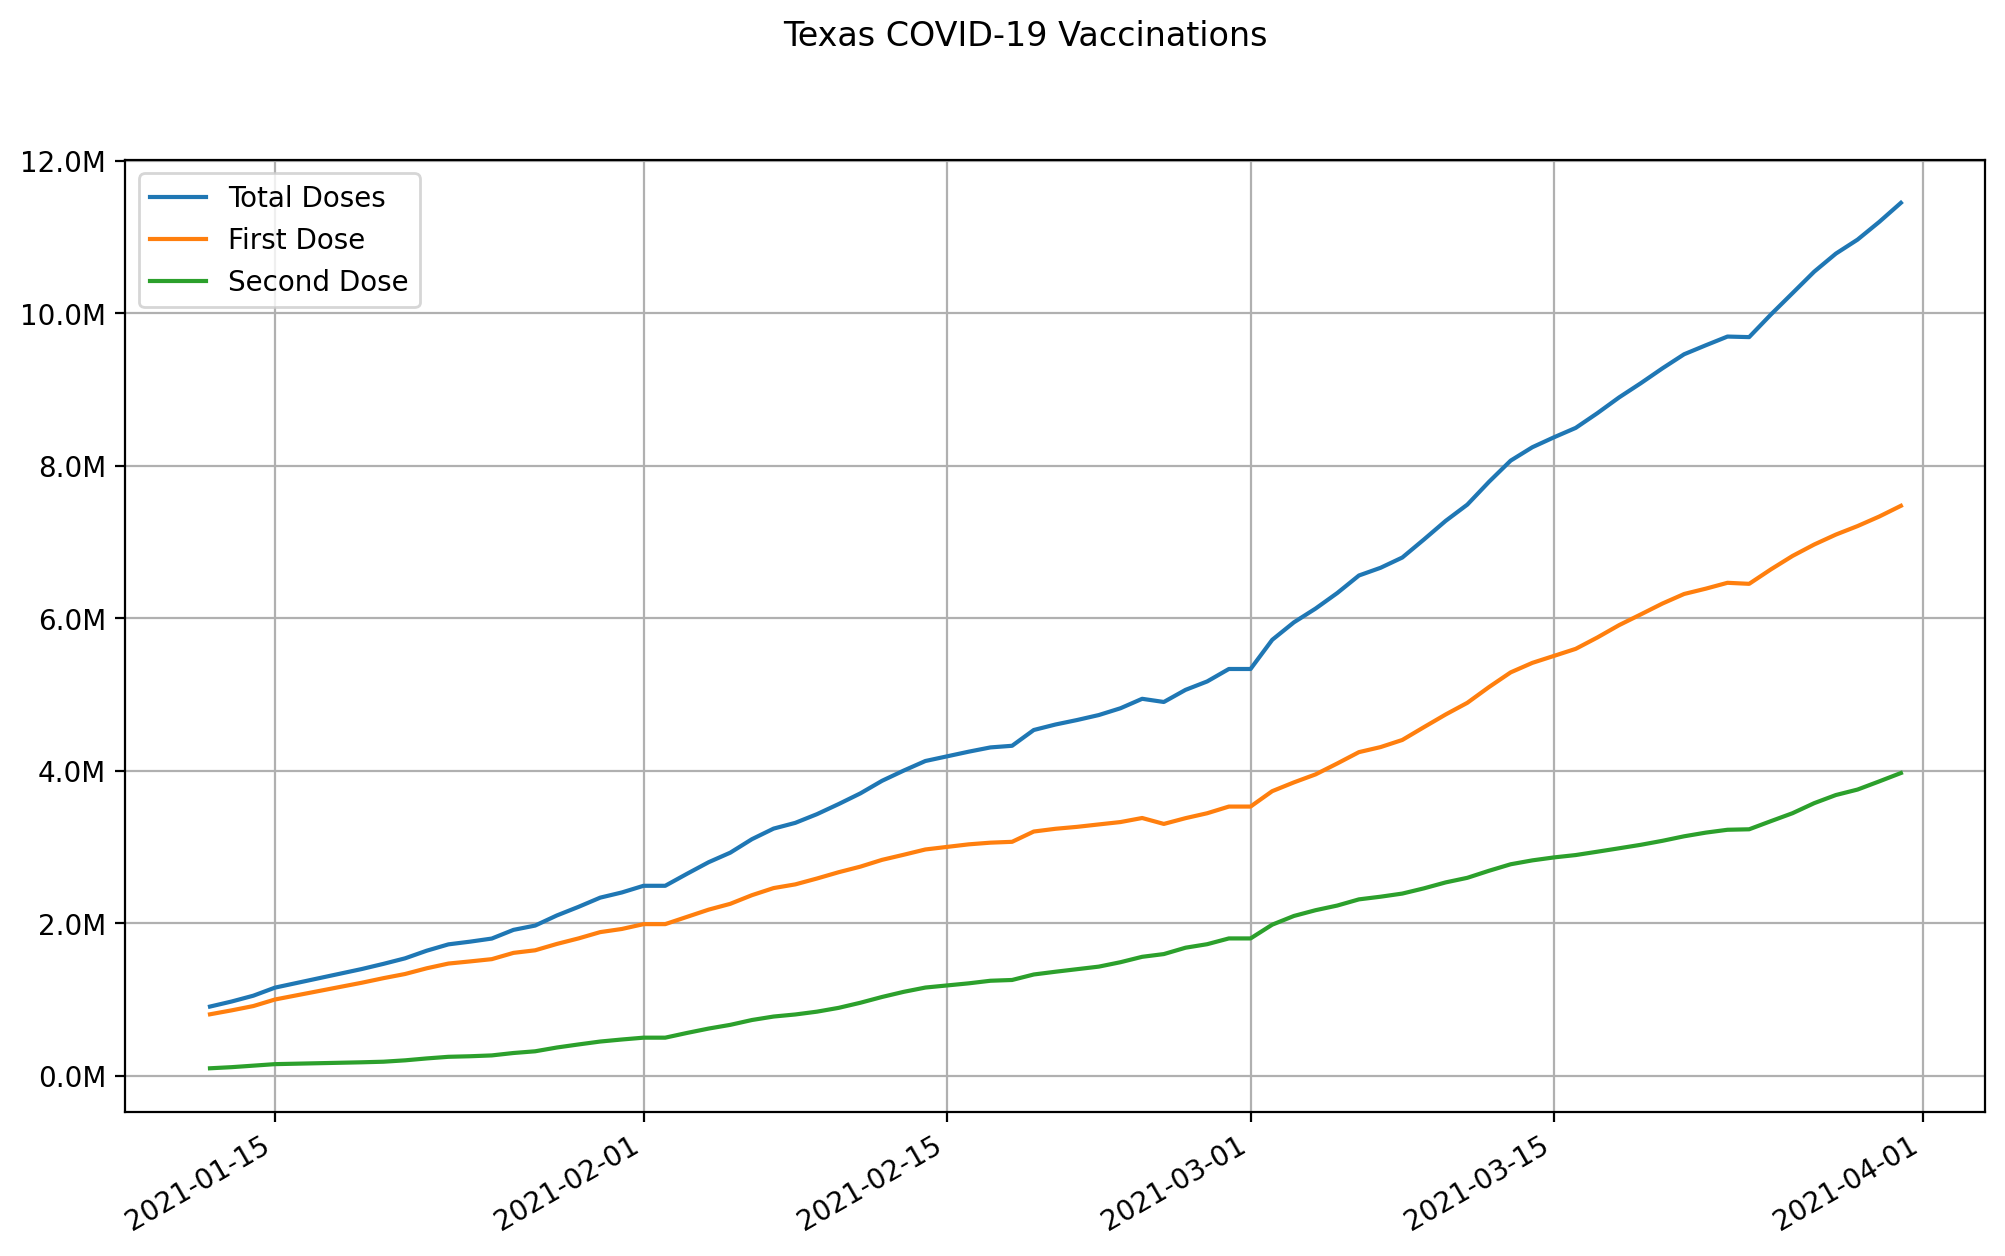 Texas COVID-19 Vaccinations
12.0M
10.0M
8.0M
6.0M
4.0M
2.0M
0.0M
Total Doses
First Dose
Second Dose
2021-01-15
2021-02-01
2021-02-15
2021-03-01
2021-03-15
2021-04-01